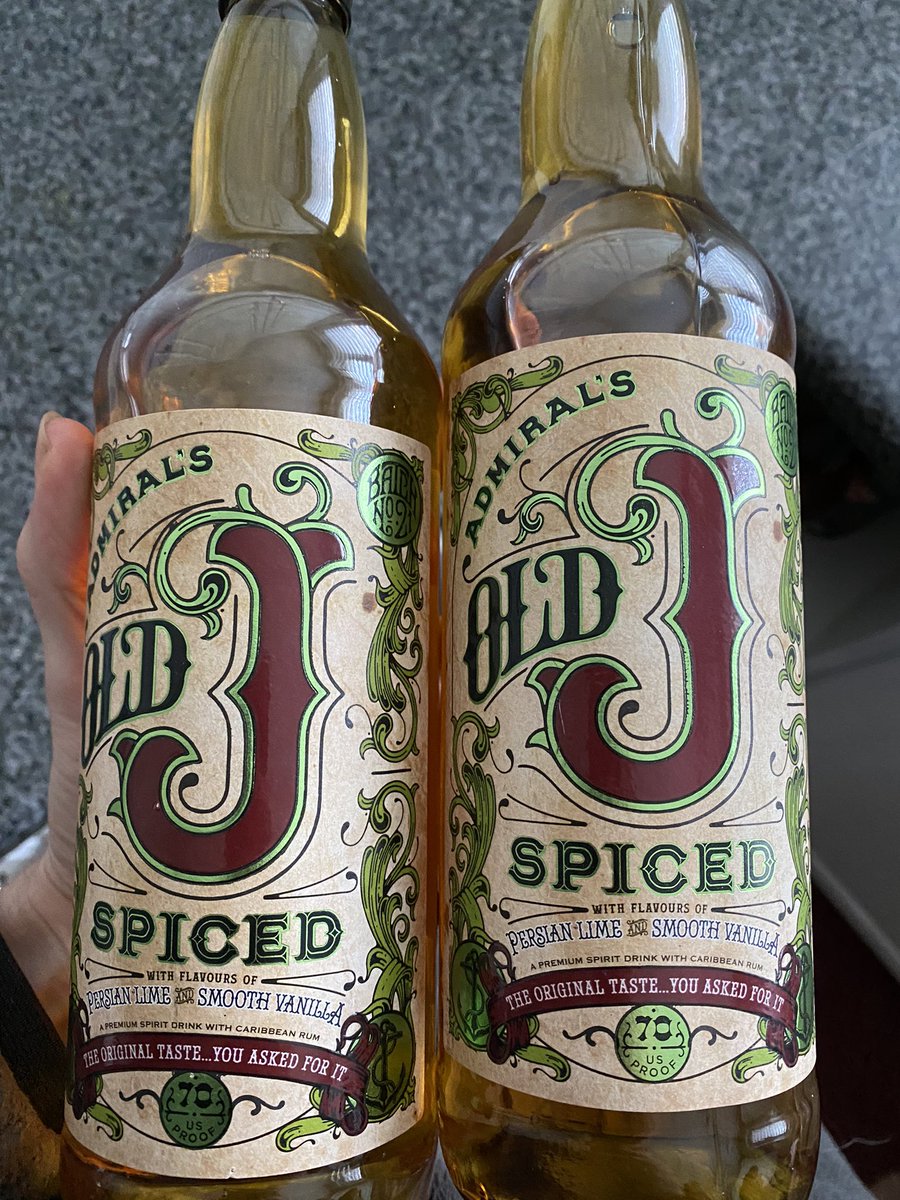 ADMIRAL'S
BATCH
No. 2
OLD
J
SPICED
WITH FLAVOURS OF
PERSIAN LIME AND SMOOTH VANILLA
A PREMIUM SPIRIT DRINK WITH CARIBBEAN RUM
THE ORIGINAL TASTE...YOU ASKED FOR IT
70
US
PROOF
ADMIRAL'S
OLD
J
SPICED
WITH FLAVOURS OF
PERSIAN LIME AND SMOOTH VANILLA
A PREMIUM SPIRIT DRINK WITH CARIBBEAN RUM
THE ORIGINAL TASTE...YOU ASKED FOR IT
70
US
PROOF